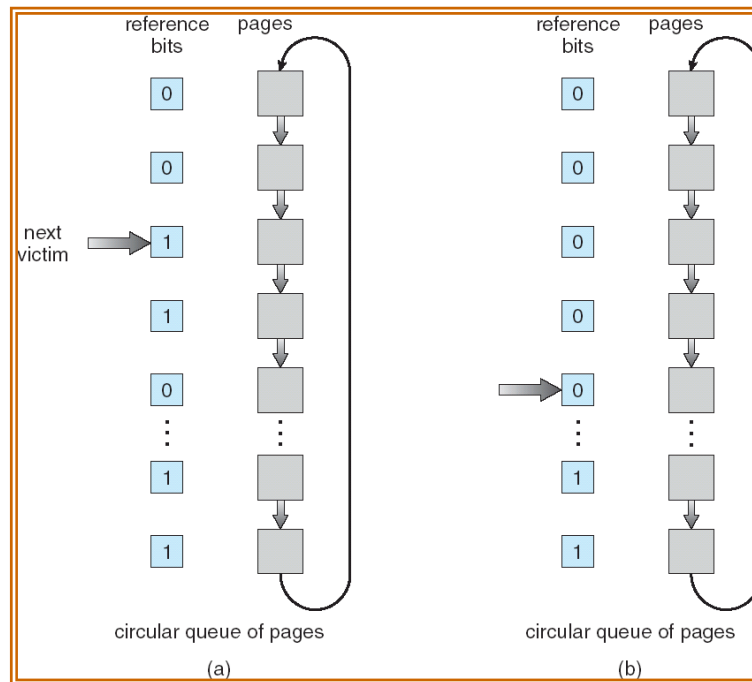 reference bits
pages
0
0
next victim
1
1
0
1
1
circular queue of pages
(a)
reference bits
pages
0
0
0
0
0
1
1
circular queue of pages
(b)